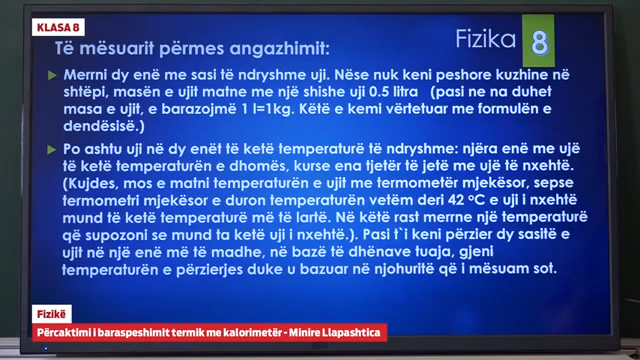 KLASA 8
Të mësuarit përmes angazhimit:
Fizika 8
Merrni dy enë me sasi të ndryshme uji. Nëse nuk keni peshore kuzhine në
shtëpi, masën e ujit matne me një shishe uji 0.5 litra (pasi ne na duhet
masa e ujit, e barazojmë 1 l=1kg. Këtë e kemi vërtetuar me formulën e
dendësisë.)
Po ashtu uji në dy enët të ketë temperaturë të ndryshme: njëra enë me ujë
të ketë temperaturën e dhomës, kurse ena tjetër të jetë me ujë të nxehtë.
(Kujdes, mos e matni temperaturën e ujit me termometër mjekësor, sepse
termometri mjekësor e duron temperaturën vetëm deri 42 °C e uji i nxehtë
mund të ketë temperaturë më të lartë. Në këtë rast merrne një temperaturë
që supozoni se mund ta ketë uji i nxehtë.). Pasi t`i keni përzier dy sasitë e
ujit në një enë më të madhe, në bazë të dhënave tuaja, gjeni
temperaturën e përzierjes duke u bazuar në njohuritë që i mësuam sot.
Fizikë
Përcaktimi i baraspeshimit termik me kalorimetër - Minire Llapashtica